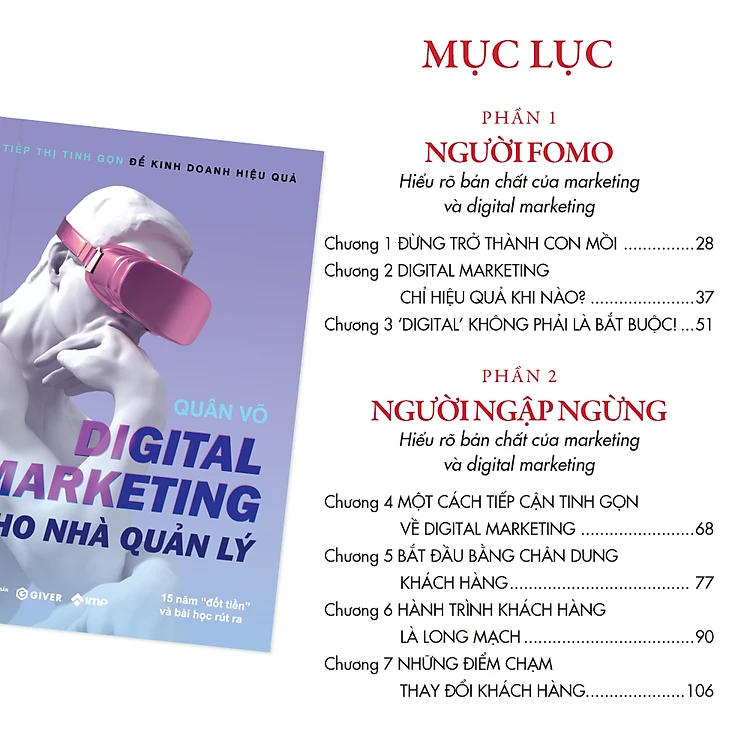 MỤC LỤC
PHẦN 1
NGƯỜI FOMO
Hiểu rõ bản chất của marketing
và digital marketing
Chương 1 ĐỪNG TRỞ THÀNH CON MỒI ...............28
Chương 2 DIGITAL MARKETING
CHỈ HIỆU QUẢ KHI NÀO? ......................37
Chương 3 ‘DIGITAL’ KHÔNG PHẢI LÀ BẮT BUỘC! ...51
PHẦN 2
NGƯỜI NGẬP NGỪNG
Hiểu rõ bản chất của marketing
và digital marketing
Chương 4 MỘT CÁCH TIẾP CẬN TINH GỌN
VỀ DIGITAL MARKETING ........................68
Chương 5 BẮT ĐẦU BẰNG CHÂN DUNG
KHÁCH HÀNG...................................... 77
Chương 6 HÀNH TRÌNH KHÁCH HÀNG
LÀ LONG MẠCH ....................................90
Chương 7 NHỮNG ĐIỂM CHẠM
THAY ĐỔI KHÁCH HÀNG.....................106
TIẾP THỊ TINH GỌN ĐỂ KINH DOANH HIỆU QUẢ
QUÂN VÕ
DIGITAL
MARKETING
HO NHÀ QUẢN LÝ
GIVER imp
15 năm “đốt tiền”
và bài học rút ra